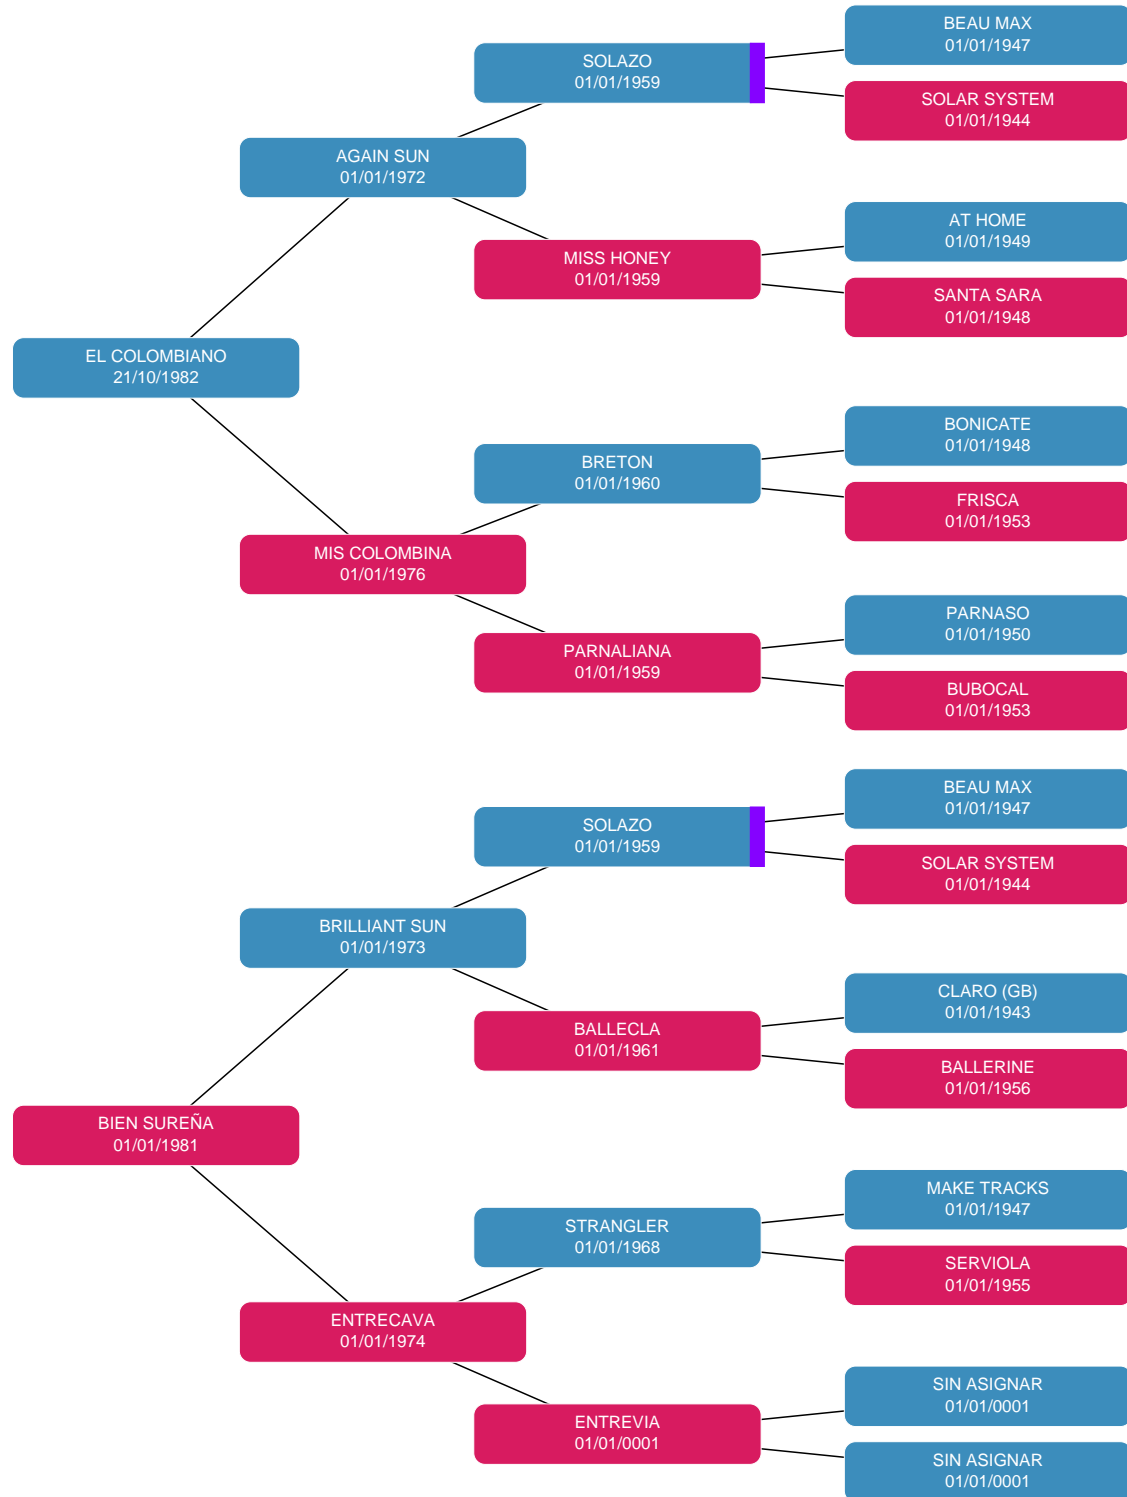 BEAU MAX
01/01/1947
SOLAZO
01/01/1959
SOLAR SYSTEM
01/01/1944
AGAIN SUN
01/01/1972
AT HOME
01/01/1949
MISS HONEY
01/01/1959
SANTA SARA
01/01/1948
EL COLOMBIANO
21/10/1982
BONICATE
01/01/1948
BRETON
01/01/1960
FRISCA
01/01/1953
MIS COLOMBINA
01/01/1976
PARNASO
01/01/1950
PARNALIANA
01/01/1959
BUBOCAL
01/01/1953
BEAU MAX
01/01/1947
SOLAZO
01/01/1959
SOLAR SYSTEM
01/01/1944
BRILLIANT SUN
01/01/1973
CLARO (GB)
01/01/1943
BALLECLA
01/01/1961
BALLERINE
01/01/1956
BIEN SUREÑA
01/01/1981
MAKE TRACKS
01/01/1947
STRANGLER
01/01/1968
SERVIOLA
01/01/1955
ENTRECAVA
01/01/1974
SIN ASIGNAR
01/01/0001
ENTREVIA
01/01/0001
SIN ASIGNAR
01/01/0001